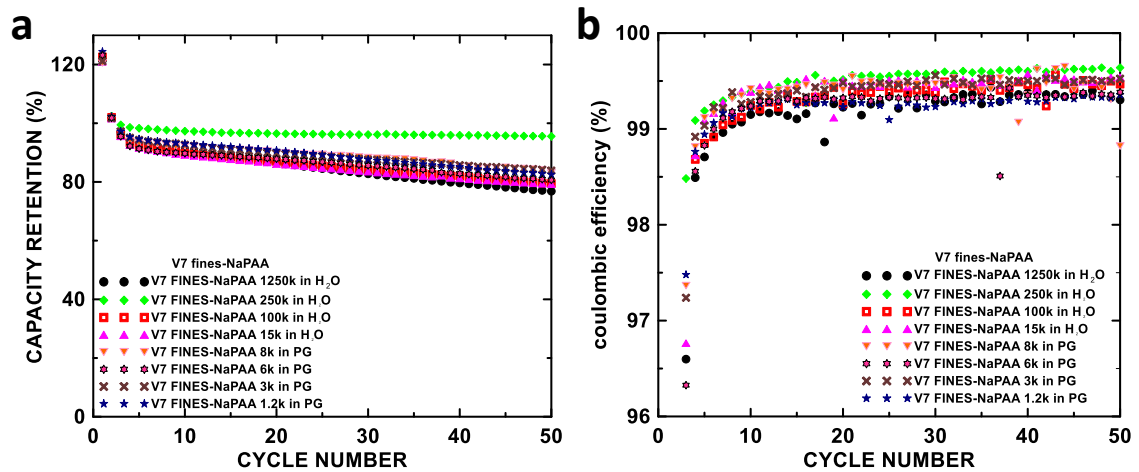 a
CAPACITY RETENTION (%)
120
80
40
0
V7 fines-NaPAA
V7 FINES-NaPAA 1250k in H2O
V7 FINES-NaPAA 250k in H2O
V7 FINES-NaPAA 100k in H2O
V7 FINES-NaPAA 15k in H2O
V7 FINES-NaPAA 8k in PG
V7 FINES-NaPAA 6k in PG
V7 FINES-NaPAA 3k in PG
V7 FINES-NaPAA 1.2k in PG
0 10 20 30 40 50
CYCLE NUMBER
b
coulombic efficiency (%)
100
99
98
97
96
V7 fines-NaPAA
V7 FINES-NaPAA 1250k in H2O
V7 FINES-NaPAA 250k in H2O
V7 FINES-NaPAA 100k in H2O
V7 FINES-NaPAA 15k in H2O
V7 FINES-NaPAA 8k in PG
V7 FINES-NaPAA 6k in PG
V7 FINES-NaPAA 3k in PG
V7 FINES-NaPAA 1.2k in PG
0 10 20 30 40 50
CYCLE NUMBER